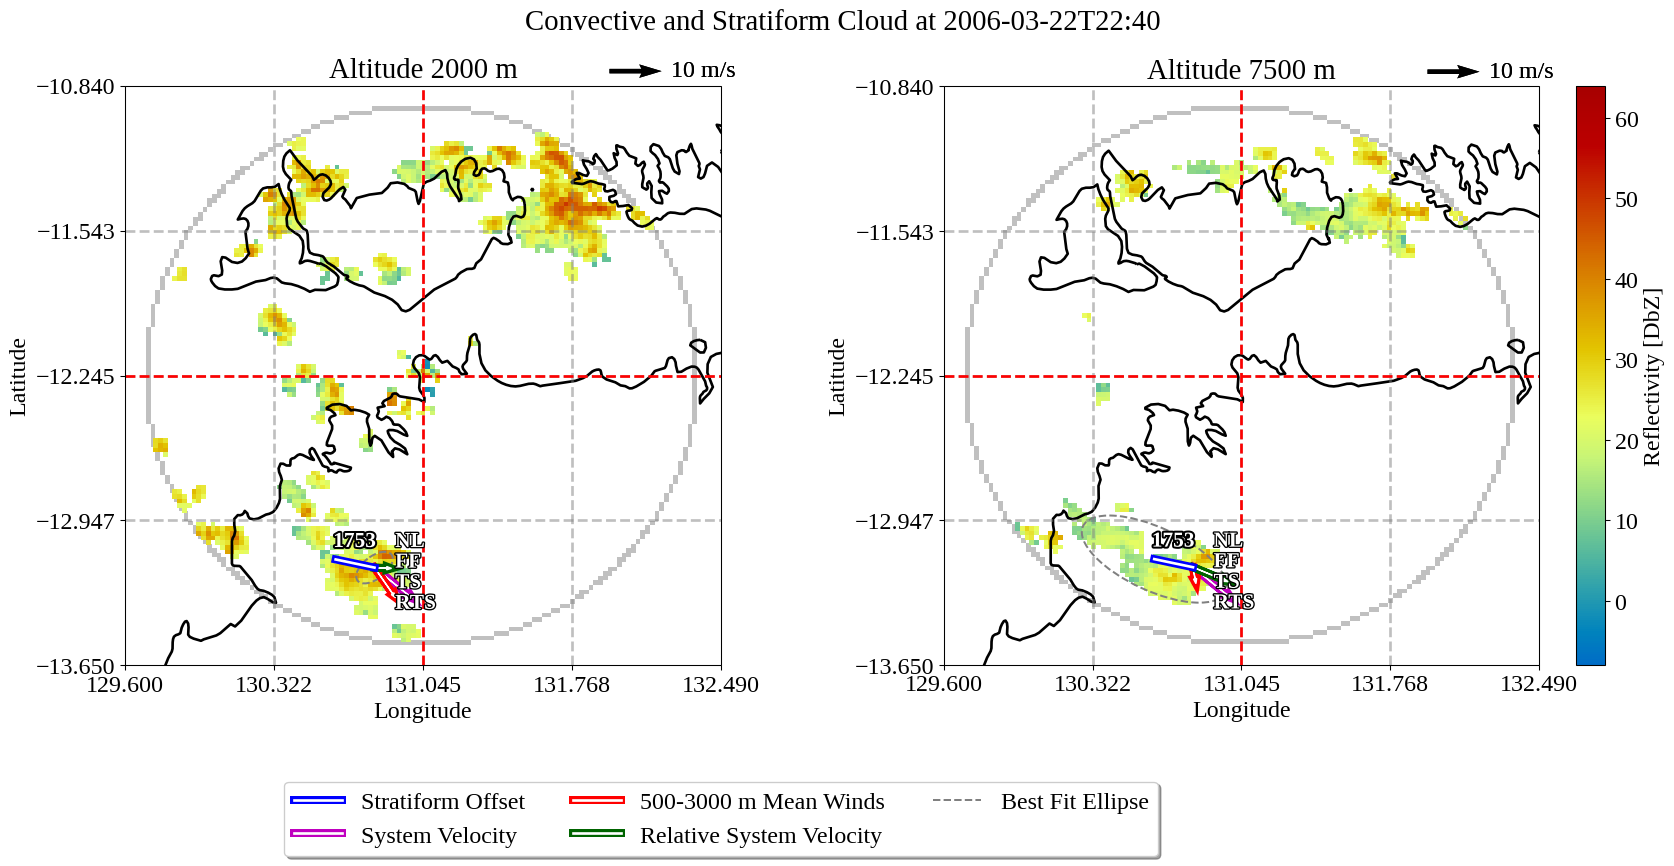 Convective and Stratiform Cloud at 2006-03-22T22:40
Altitude 2000 m
10 m/s
−10.840
−11.543
−12.245
−12.947
−13.650
129.600
130.322
131.045
131.768
132.490
Latitude
Longitude
1753
NL
FF
TS
RTS
Altitude 7500 m
10 m/s
−10.840
−11.543
−12.245
−12.947
−13.650
129.600
130.322
131.045
131.768
132.490
Latitude
Longitude
1753
NL
FF
TS
RTS
60
50
40
30
20
10
0
Reflectivity [DbZ]
Stratiform Offset
500-3000 m Mean Winds
Best Fit Ellipse
System Velocity
Relative System Velocity